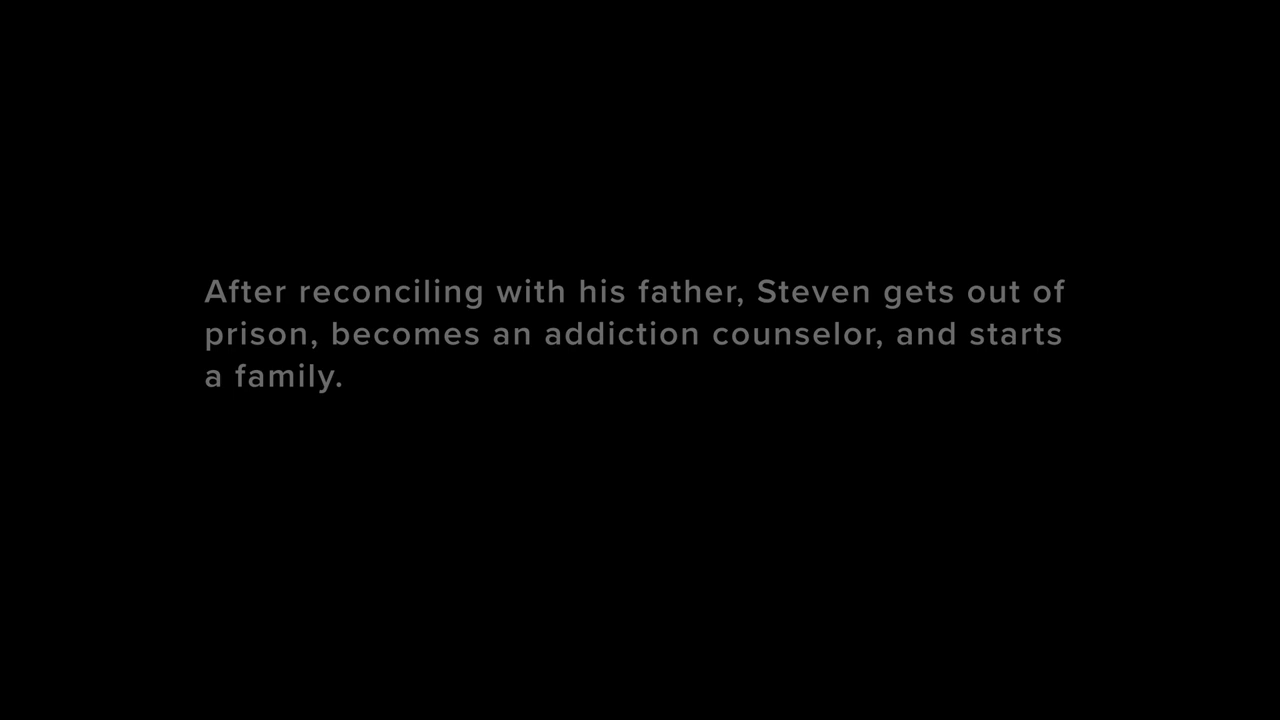 After reconciling with his father, Steven gets out of
prison, becomes an addiction counselor, and starts
a family.